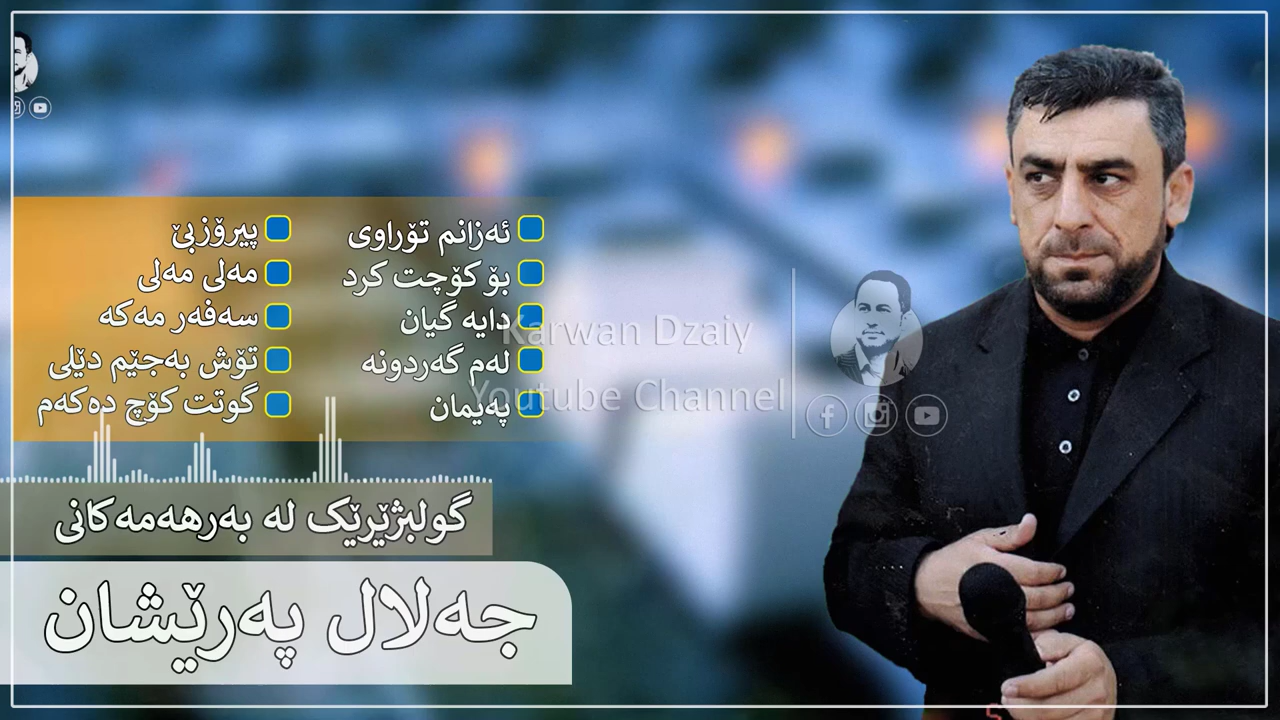 ئەزانم تۆراوی
بۆ کۆچت کرد
دایە گیان
لەم گەردونە
پەیمان
پیرۆزبێ
مەلی مەلی
سەفەر مەکە
تۆش بەجێم دێلی
گوتت کۆچ دەکەم
Karwan Dzaiy
Youtube Channel
گولبژێرێک لە بەرهەمەکانی
جەلال پەرێشان